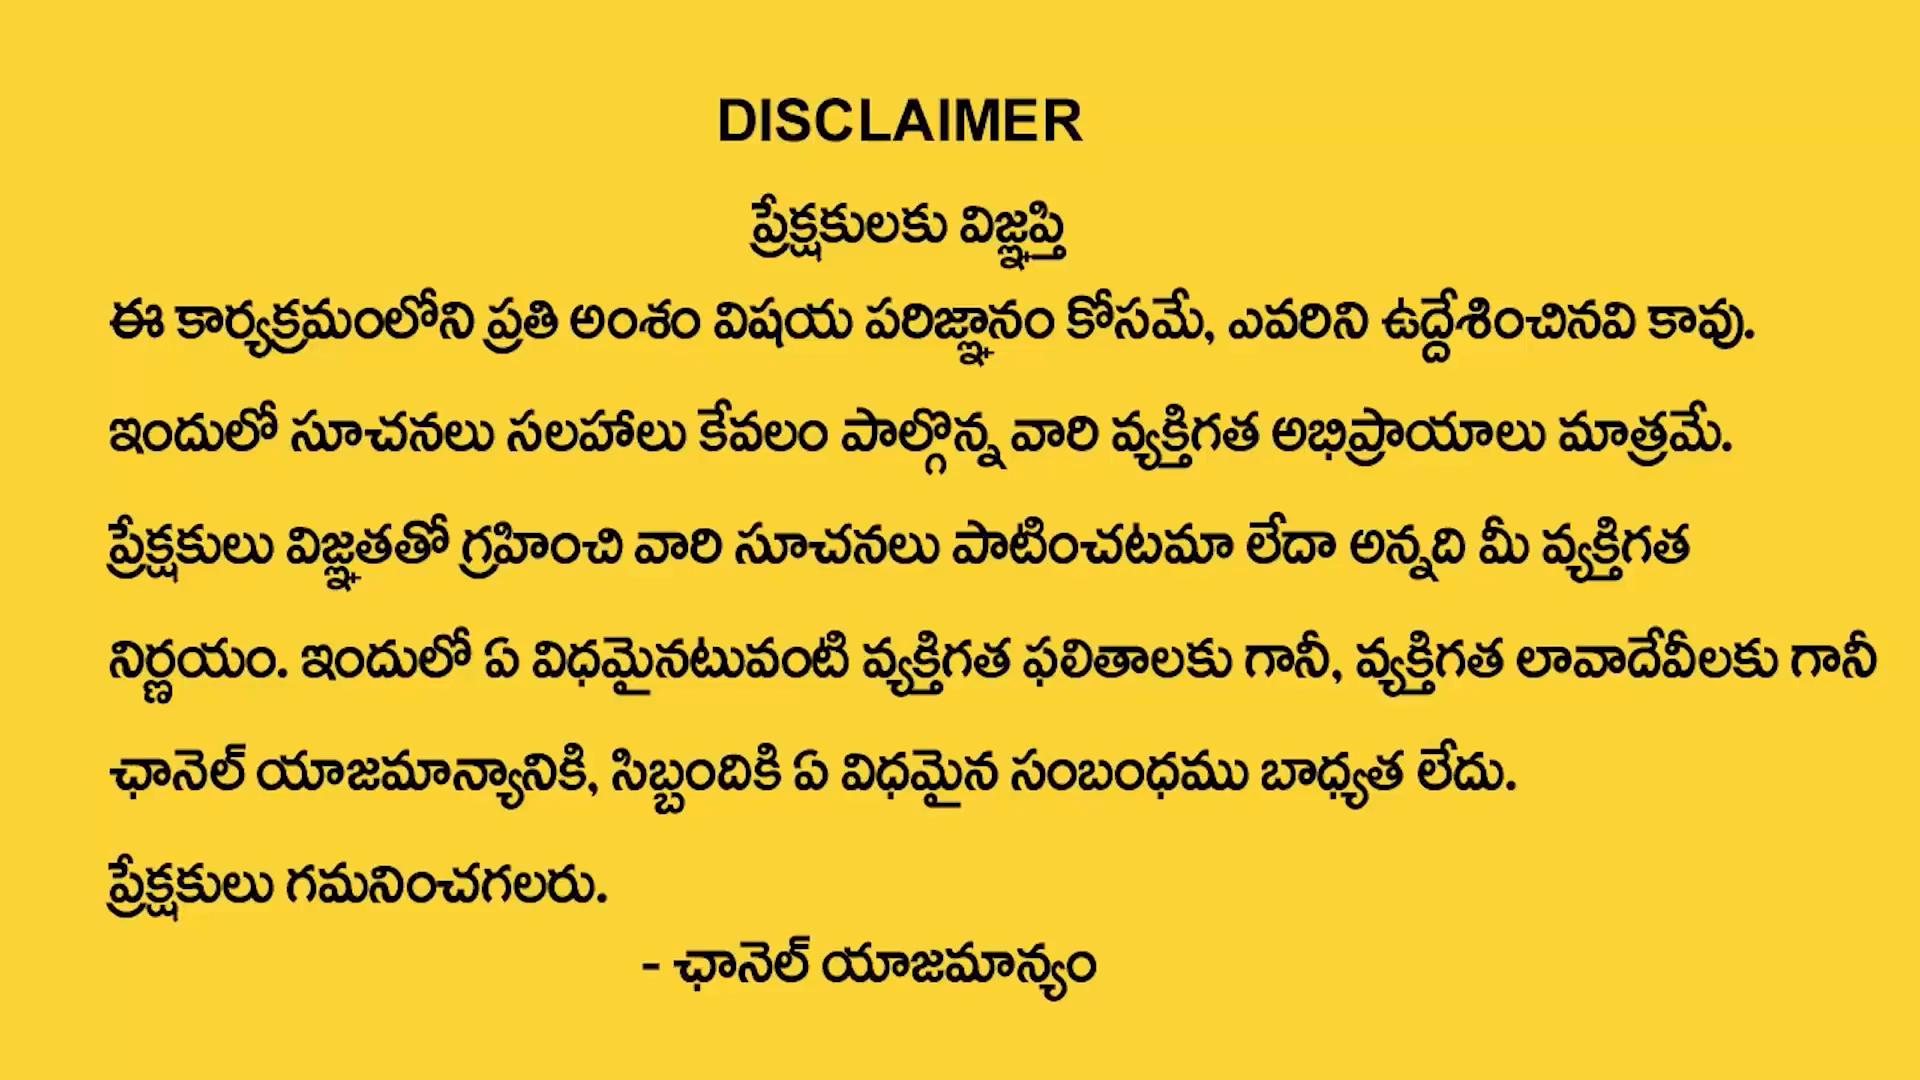 DISCLAIMER
ప్రేక్షకులకు విజ్ఞప్తి
ఈ కార్యక్రమంలోని ప్రతి అంశం విషయ పరిజ్ఞానం కోసమే, ఎవరిని ఉద్దేశించినవి కావు.
ఇందులో సూచనలు సలహాలు కేవలం పాల్గొన్న వారి వ్యక్తిగత అభిప్రాయాలు మాత్రమే.
ప్రేక్షకులు విజ్ఞతతో గ్రహించి వారి సూచనలు పాటించటమా లేదా అన్నది మీ వ్యక్తిగత
నిర్ణయం. ఇందులో ఏ విధమైనటువంటి వ్యక్తిగత ఫలితాలకు గానీ, వ్యక్తిగత లావాదేవీలకు గానీ
ఛానెల్ యాజమాన్యానికి, సిబ్బందికి ఏ విధమైన సంబంధము బాధ్యత లేదు.
ప్రేక్షకులు గమనించగలరు.
- ఛానెల్ యాజమాన్యం